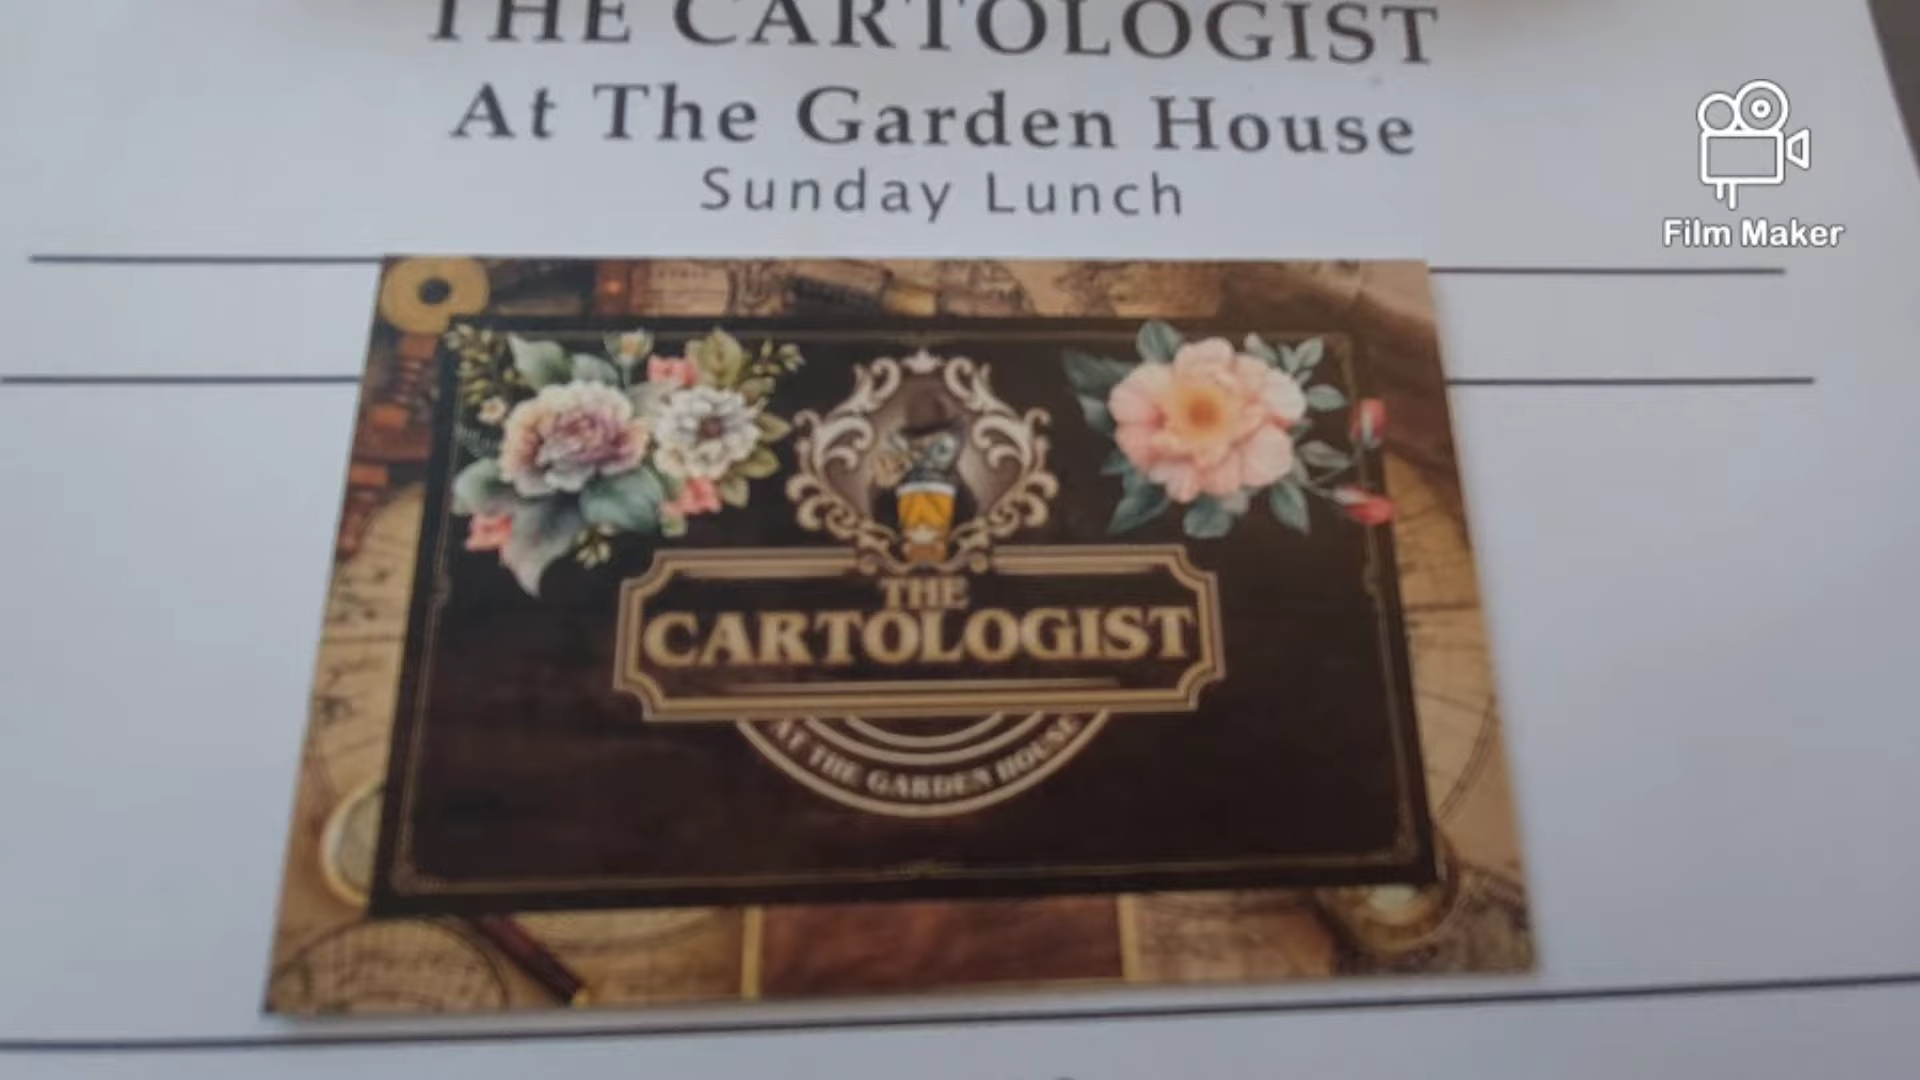 THE CARTOLOGIST
At The Garden House
Sunday Lunch
Film Maker
THE
CARTOLOGIST
AT THE GARDEN HOUSE